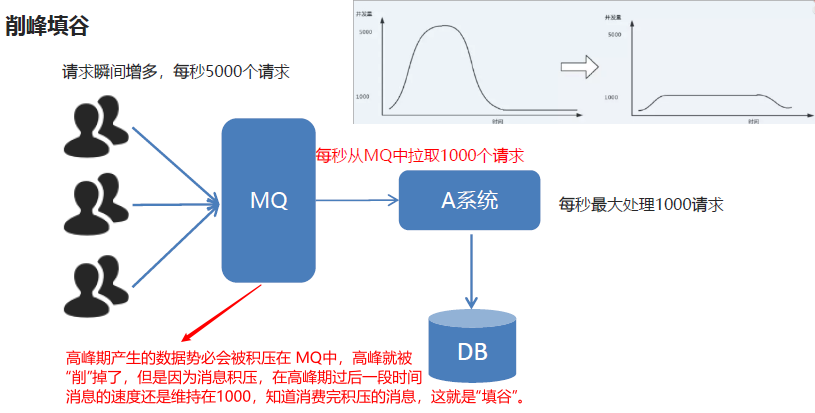 削峰填谷
请求瞬间增多，每秒5000个请求
并发量
5000
1000
时间
并发量
5000
1000
时间
每秒从MQ中拉取1000个请求
MQ
A系统
每秒最大处理1000请求
DB
高峰期产生的数据势必会被积压在 MQ中，高峰就被
“削”掉了，但是因为消息积压，在高峰期过后一段时间
消息的速度还是维持在1000，知道消费完积压的消息，这就是“填谷”。